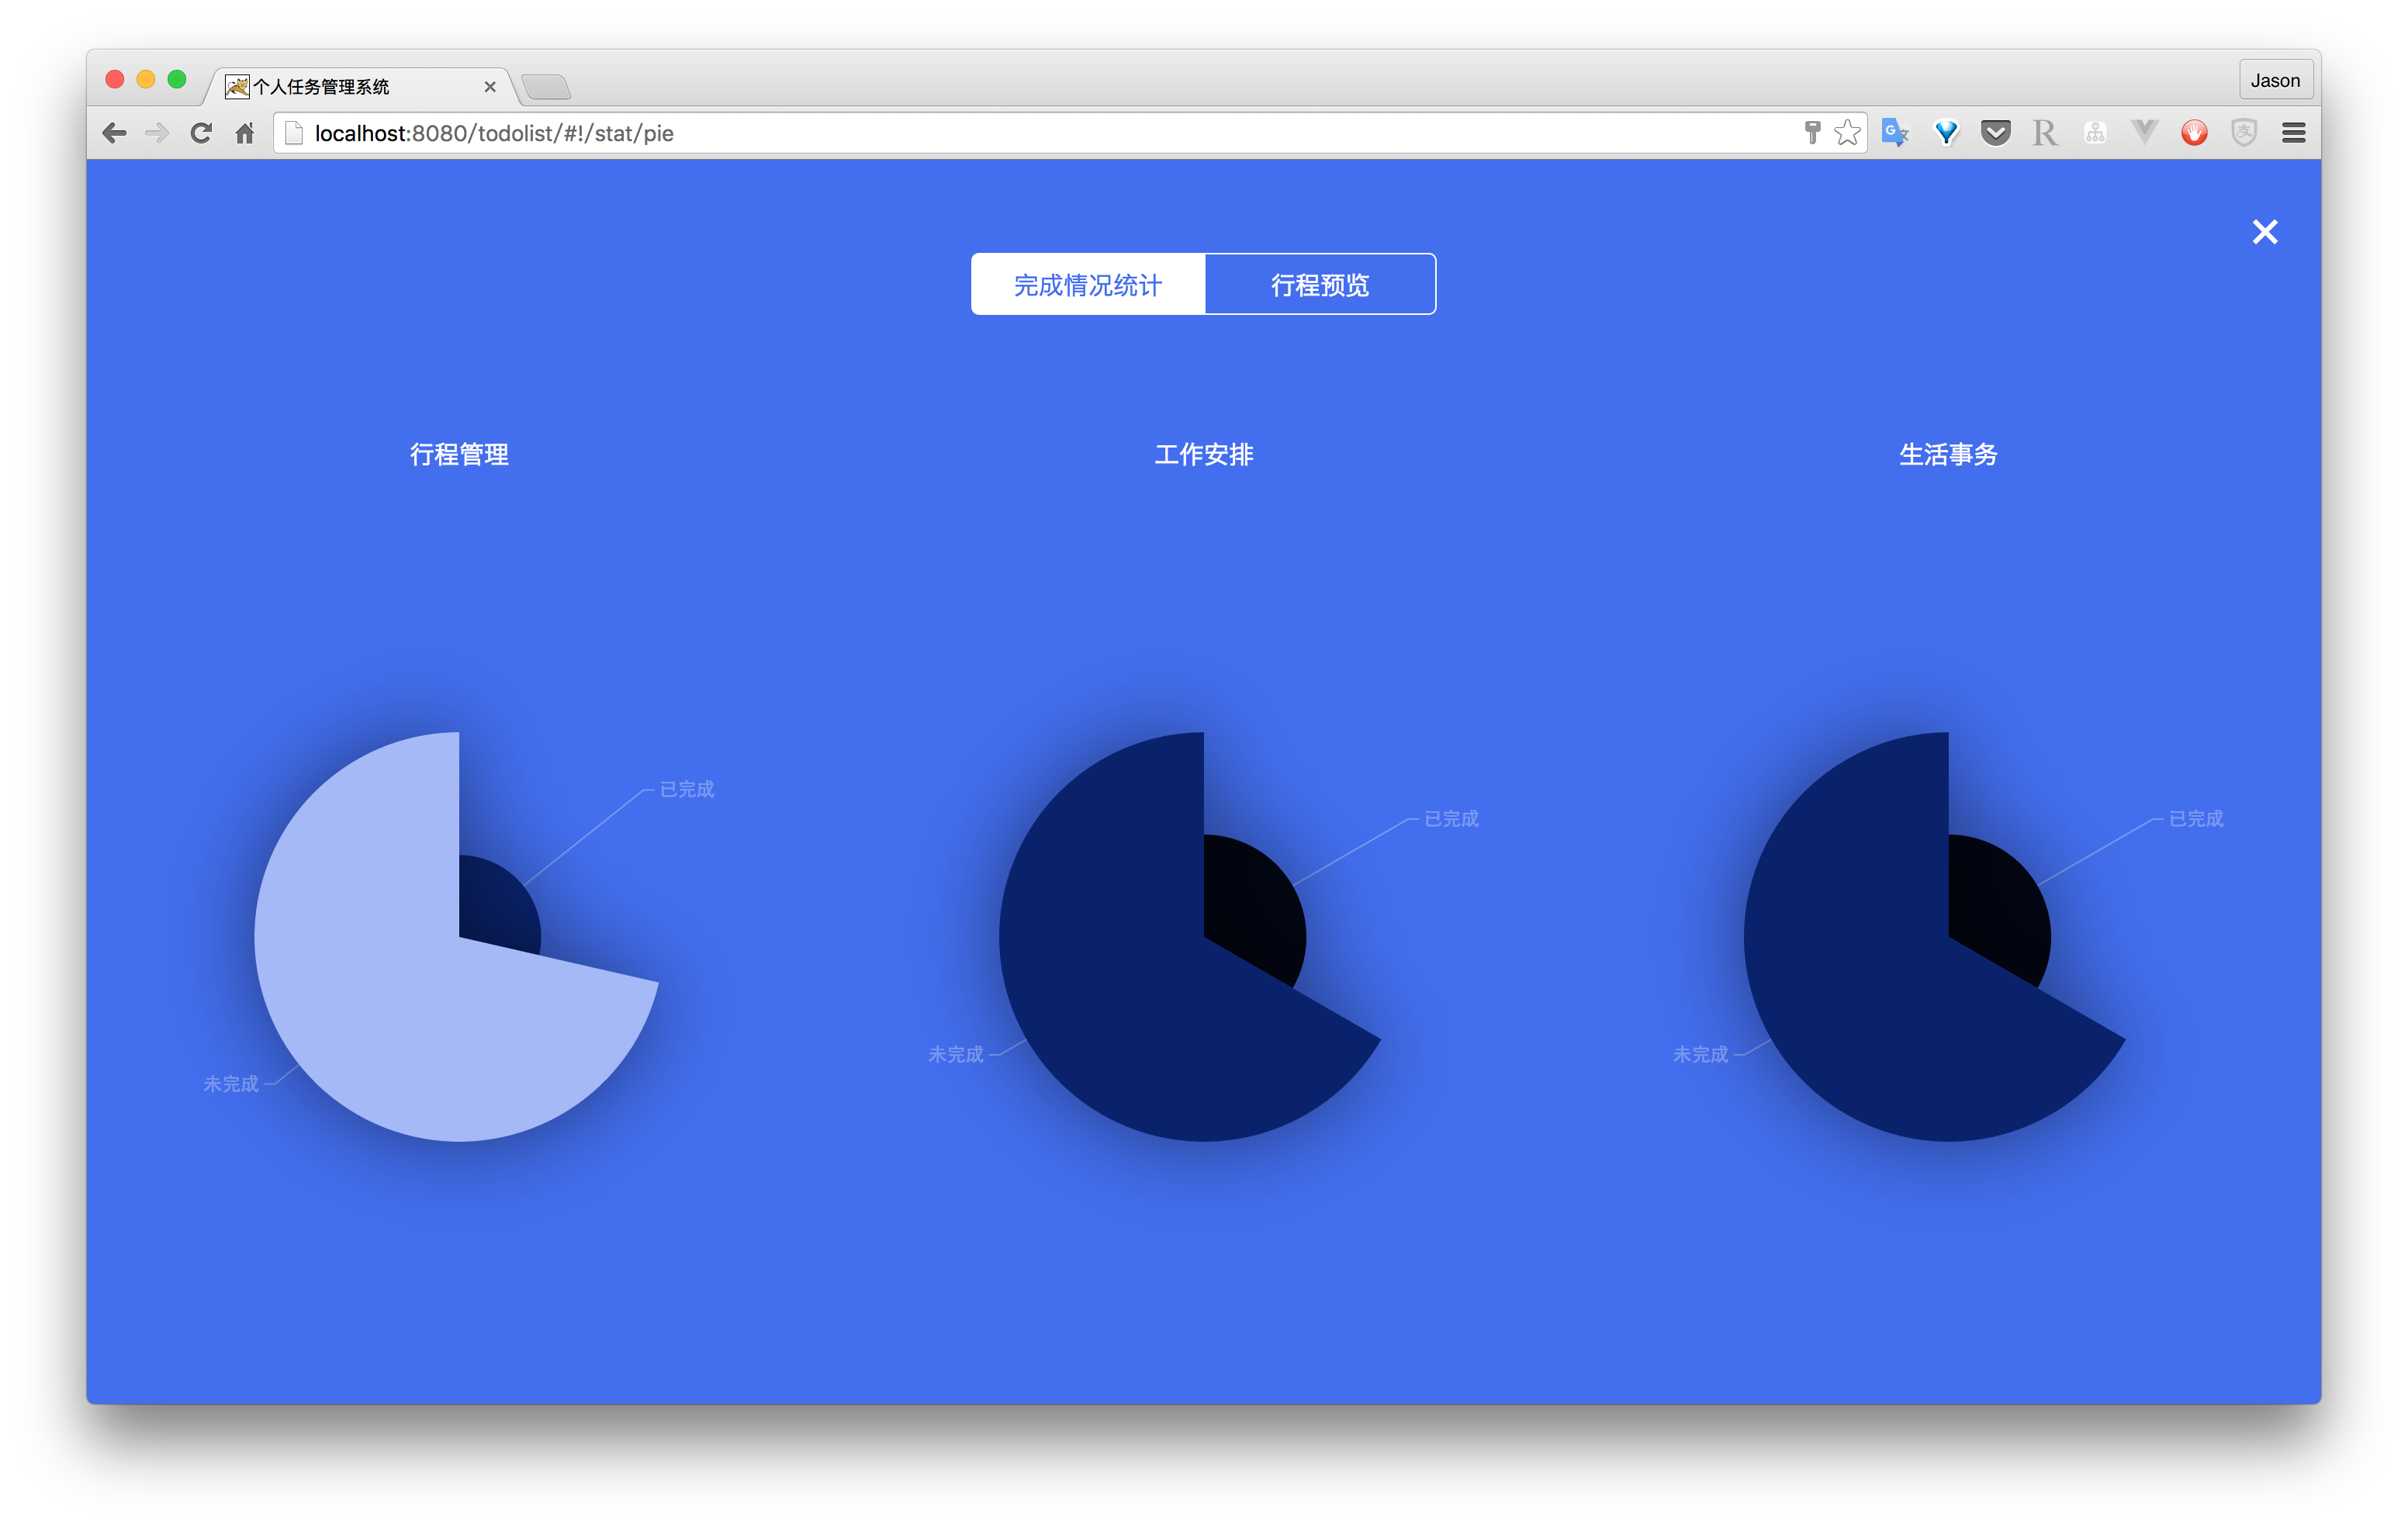 个人任务管理系统
Jason
localhost:8080/todolist/#!/stat/pie
完成情况统计
行程预览
行程管理
工作安排
生活事务
已完成
未完成
已完成
未完成
已完成
未完成